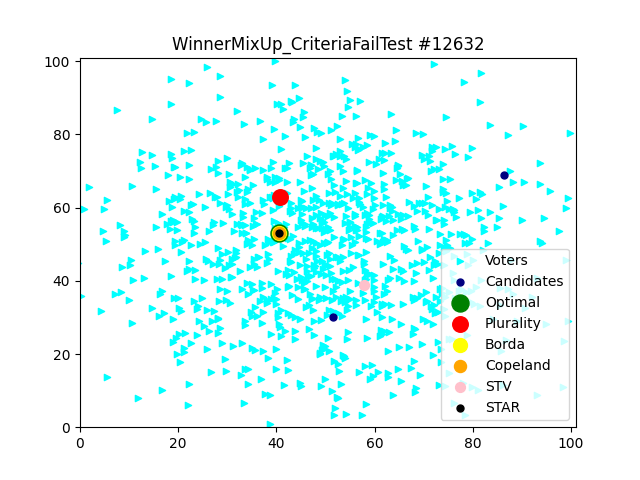 WinnerMixUp_CriteriaFailTest #12632
100
80
60
40
20
0
0
20
40
60
80
100
Voters
Candidates
Optimal
Plurality
Borda
Copeland
STV
STAR